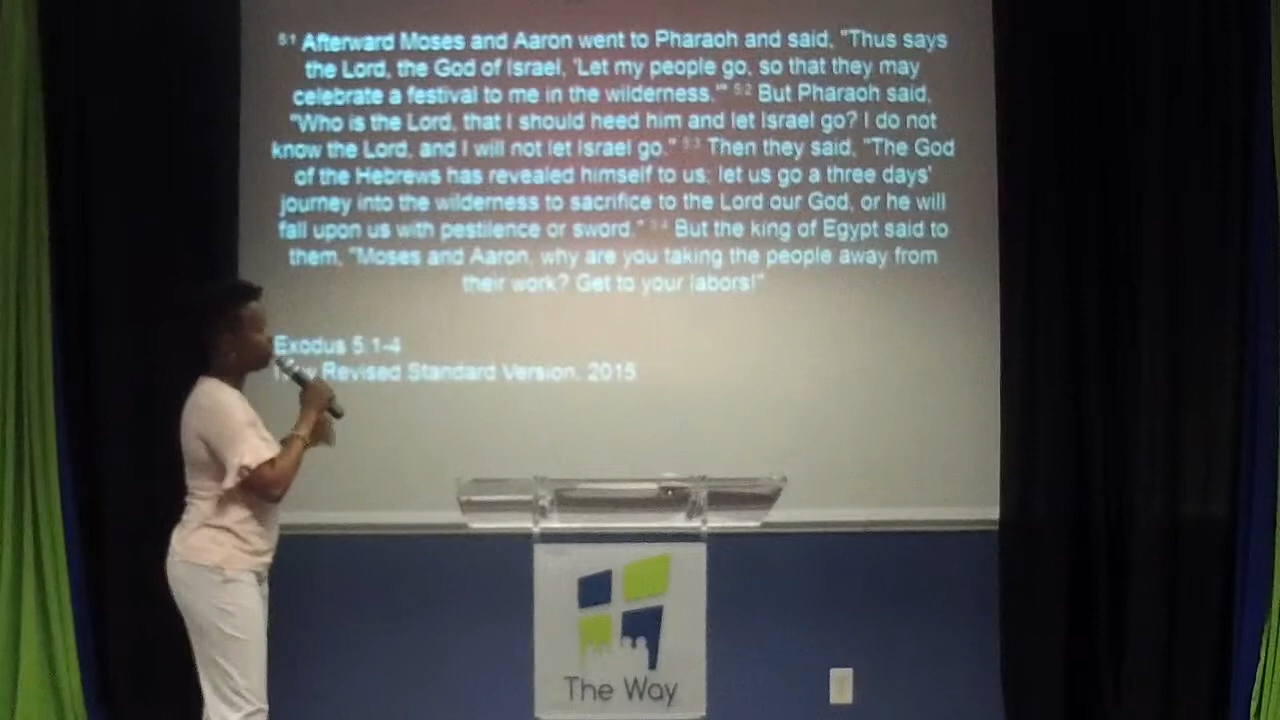 5:1 Afterward Moses and Aaron went to Pharaoh and said, "Thus says
the Lord, the God of Israel, 'Let my people go, so that they may
celebrate a festival to me in the wilderness.'" 5:2 But Pharaoh said,
"Who is the Lord, that I should heed him and let Israel go? I do not
know the Lord, and I will not let Israel go." 5:3 Then they said, "The God
of the Hebrews has revealed himself to us; let us go a three days'
journey into the wilderness to sacrifice to the Lord our God, or he will
fall upon us with pestilence or sword." 5:4 But the king of Egypt said to
them, "Moses and Aaron, why are you taking the people away from
their work? Get to your labors!"
Exodus 5:1-4
New Revised Standard Version, 2015
The Way